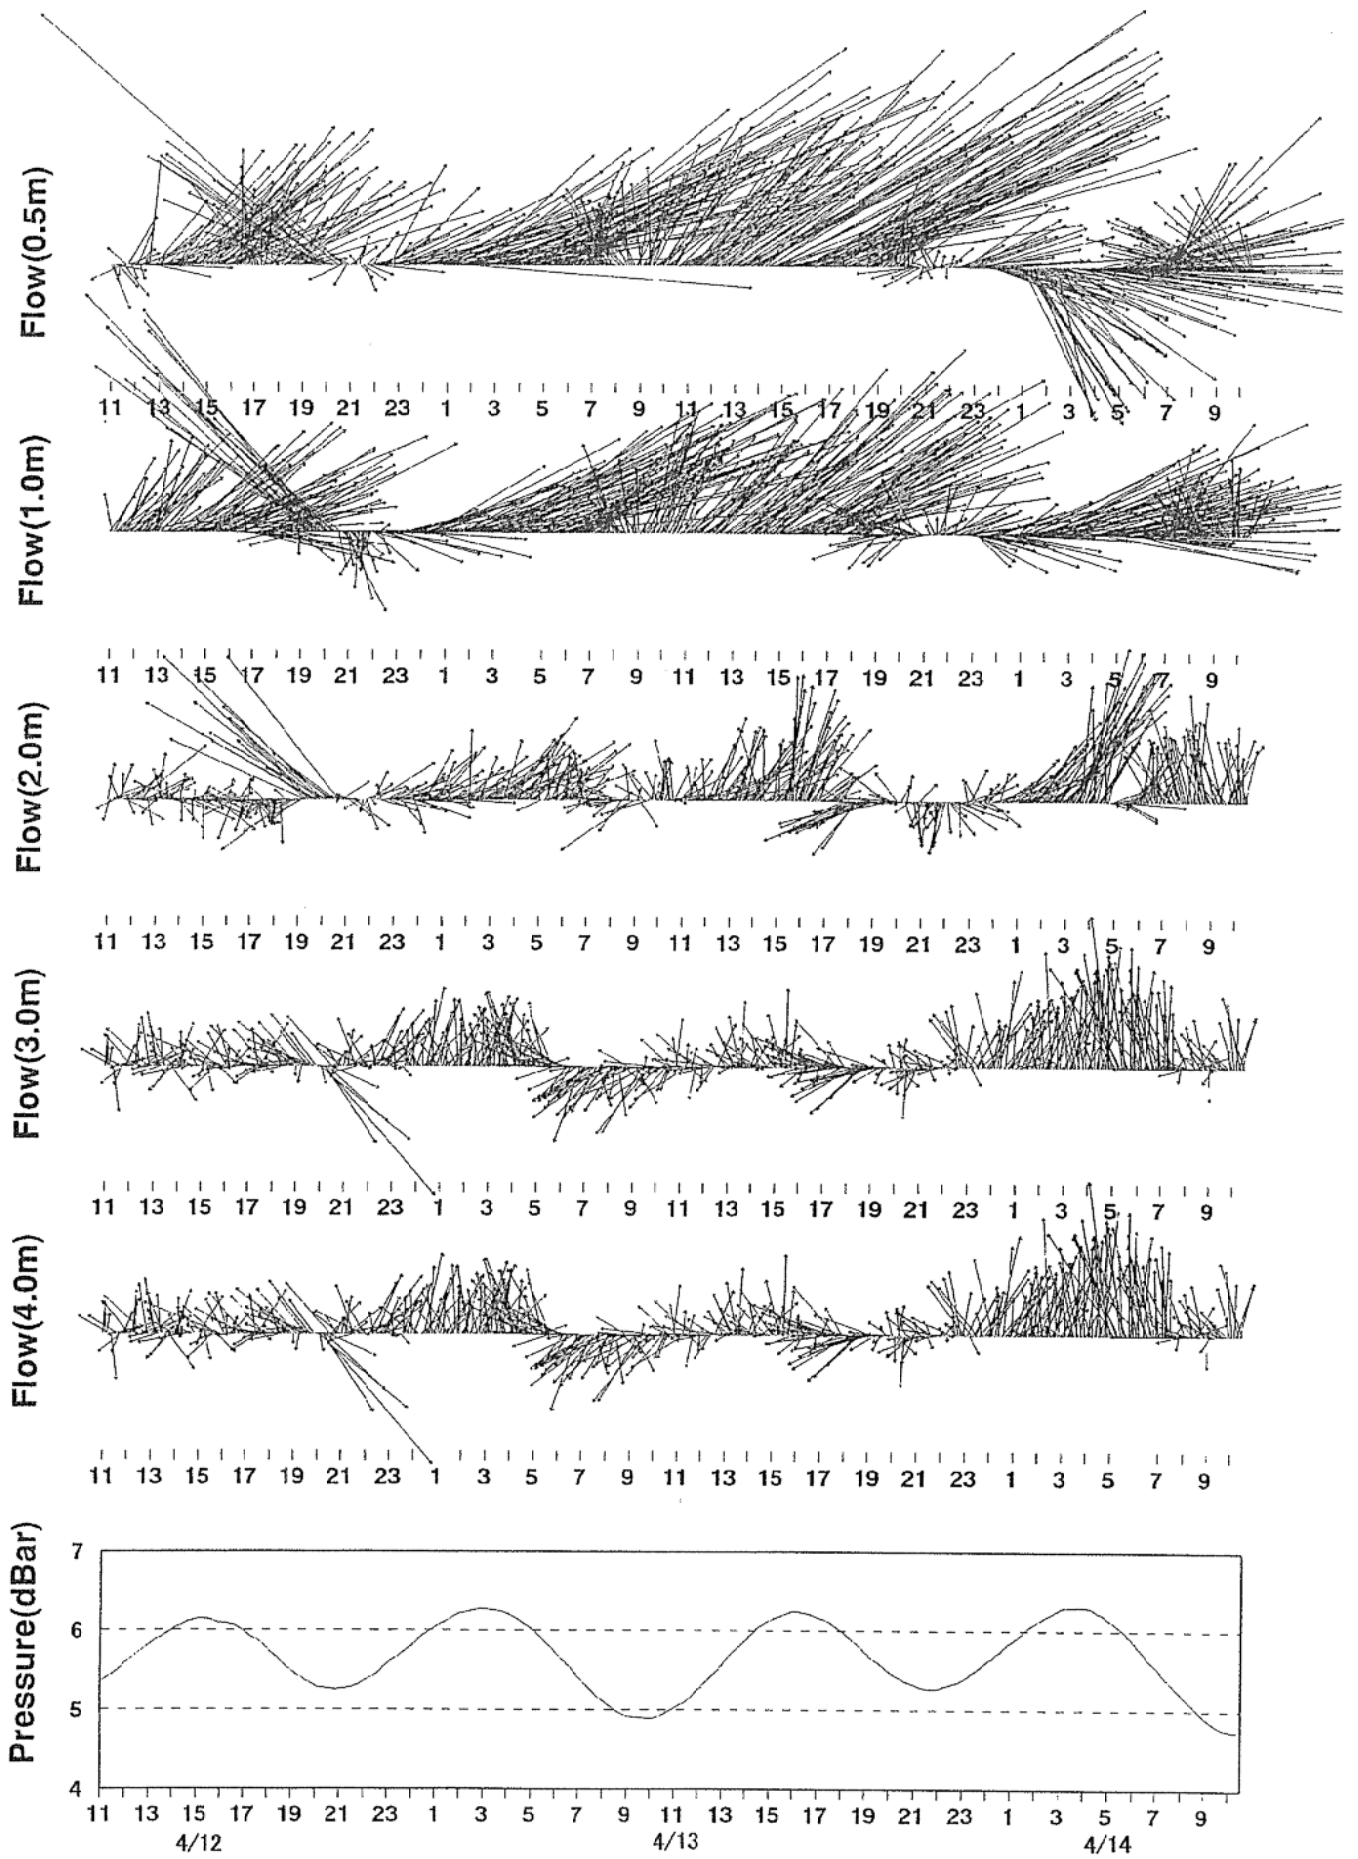 Flow(0.5m)
11 13 15 17 19 21 23 1 3 5 7 9 11 13 15 17 19 21 23 1 3 5 7 9
Flow(1.0m)
11 13 15 17 19 21 23 1 3 5 7 9 11 13 15 17 19 21 23 1 3 5 7 9
Flow(2.0m)
11 13 15 17 19 21 23 1 3 5 7 9 11 13 15 17 19 21 23 1 3 5 7 9
Flow(3.0m)
11 13 15 17 19 21 23 1 3 5 7 9 11 13 15 17 19 21 23 1 3 5 7 9
Flow(4.0m)
11 13 15 17 19 21 23 1 3 5 7 9 11 13 15 17 19 21 23 1 3 5 7 9
Pressure(dBar)
7
6
5
4
11 13 15 17 19 21 23 1 3 5 7 9 11 13 15 17 19 21 23 1 3 5 7 9
4/12 4/13 4/14